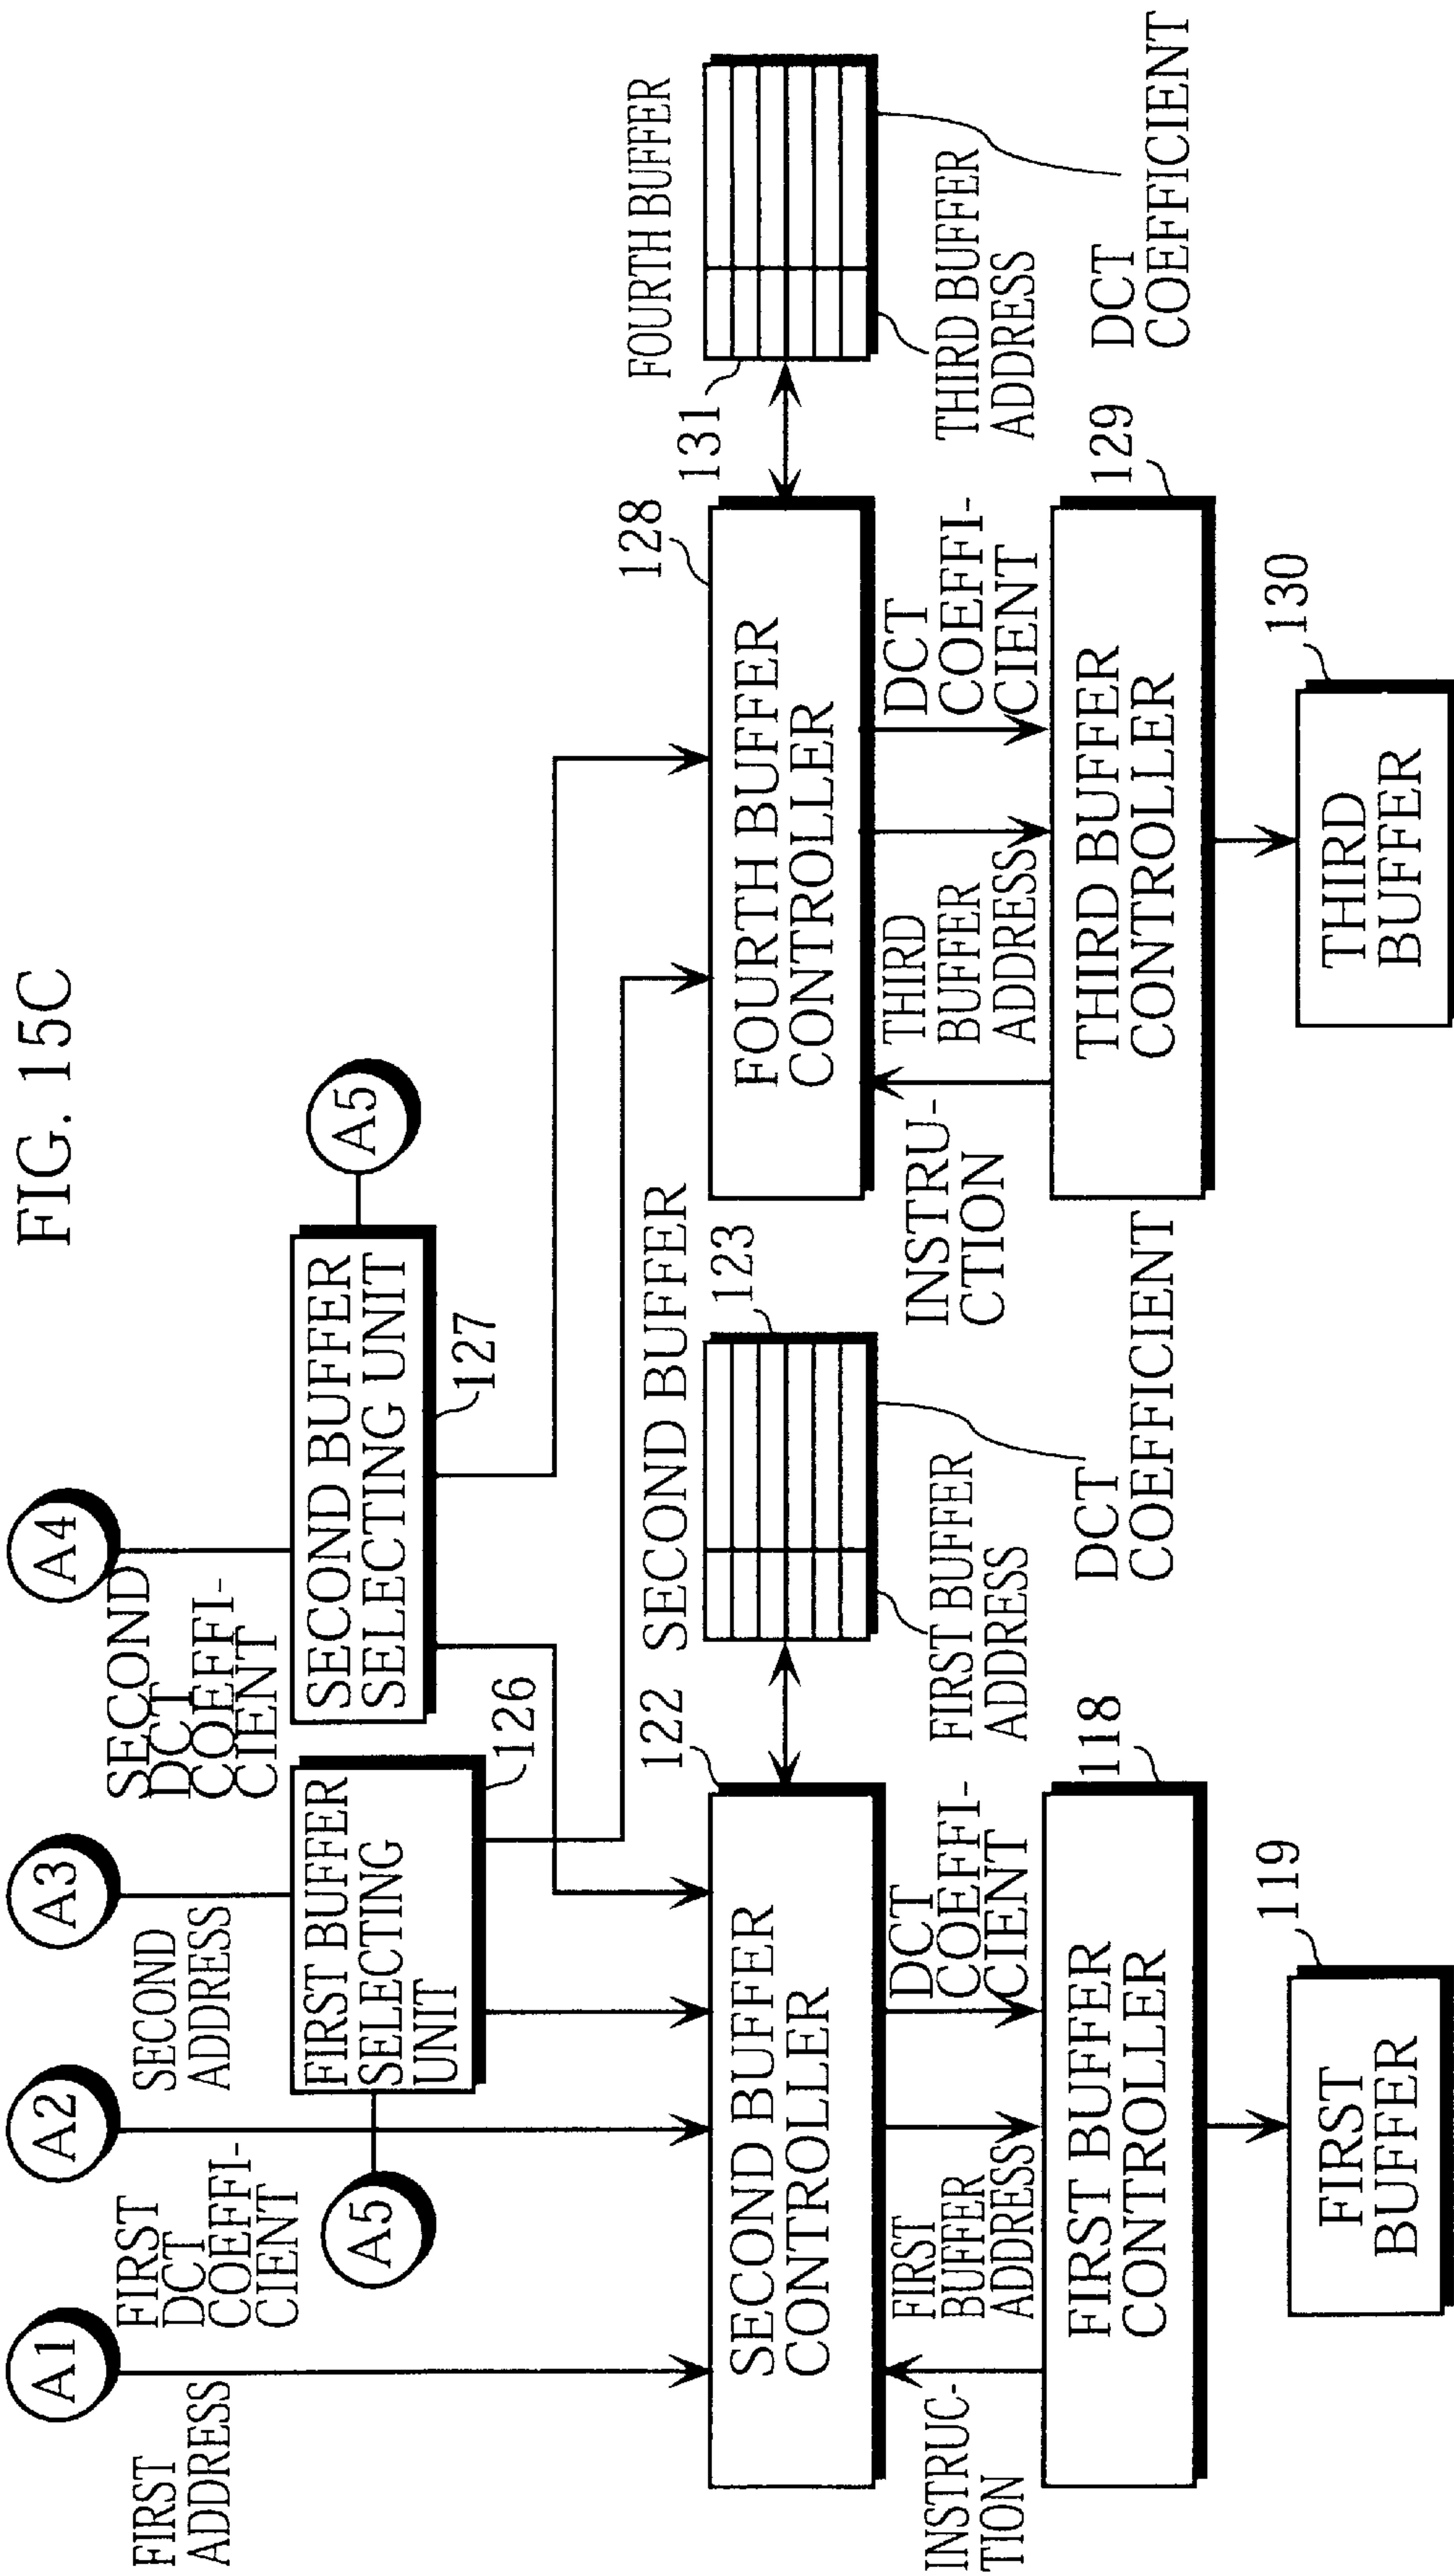 FIG. 15C
A1
FIRST
ADDRESS
A2
FIRST
DCT
COEFFI-
CIENT
A5
A3
SECOND
ADDRESS
A4
SECOND
DCT
COEFFI-
CIENT
A5
FIRST BUFFER
SELECTING
UNIT
126
SECOND BUFFER
SELECTING UNIT
127
SECOND BUFFER
CONTROLLER
122
SECOND BUFFER
123
FIRST BUFFER
ADDRESS
DCT
COEFFICIENT
FOURTH BUFFER
CONTROLLER
128
FOURTH BUFFER
131
THIRD BUFFER
ADDRESS
DCT
COEFFICIENT
INSTRUC-
TION
FIRST
BUFFER
ADDRESS
DCT
COEFFI-
CIENT
INSTRU-
CTION
THIRD
BUFFER
ADDRESS
DCT
COEFFI-
CIENT
FIRST BUFFER
CONTROLLER
118
THIRD BUFFER
CONTROLLER
129
FIRST
BUFFER
119
THIRD
BUFFER
130